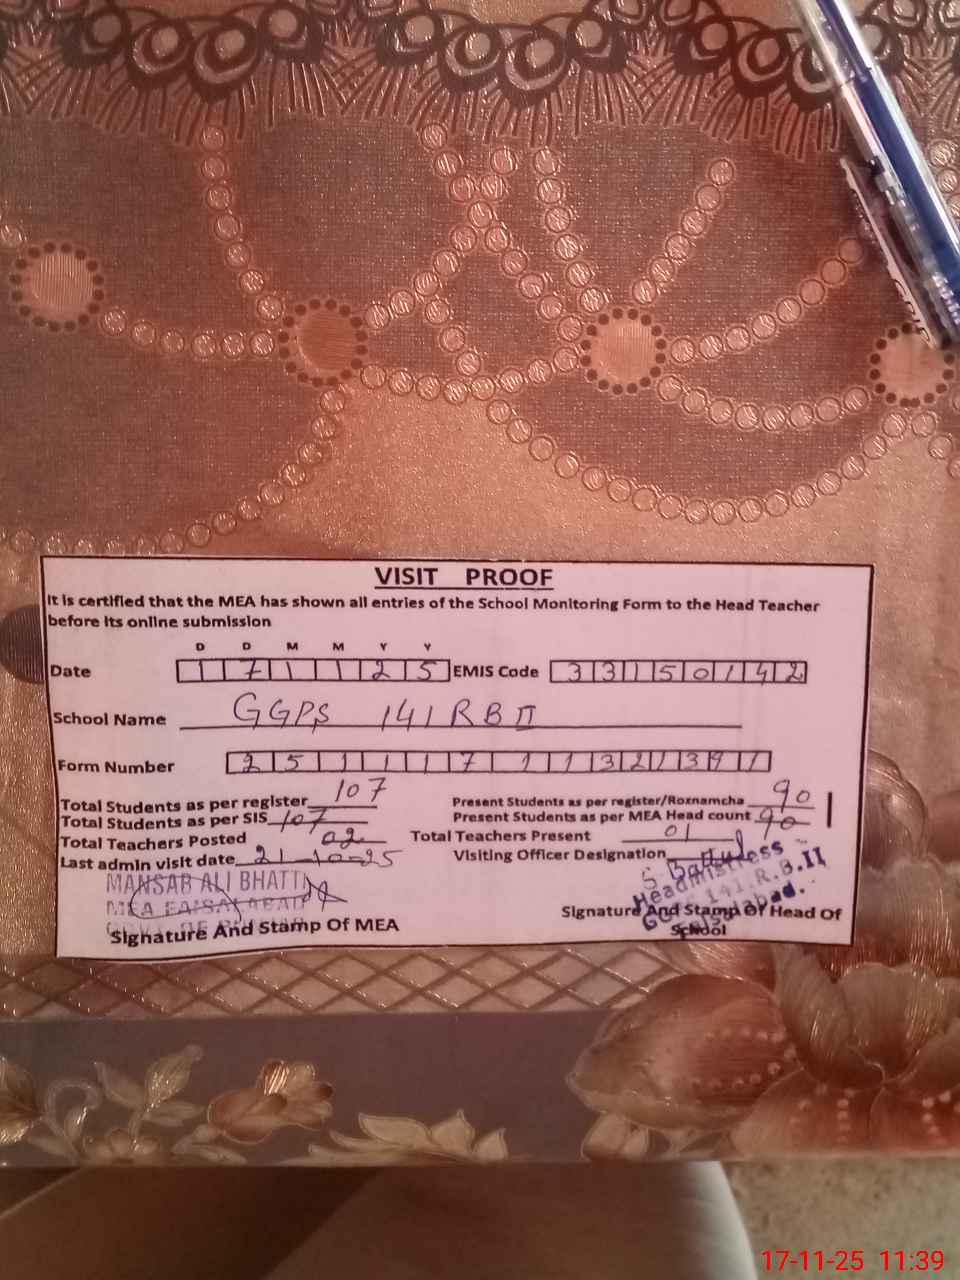 VISIT PROOF
It is certified that the MEA has shown all entries of the School Monitoring Form to the Head Teacher
before its online submission
D D M M Y Y
Date 1 7 1 1 2 5 EMIS Code 3 3 1 5 0 1 4 2
School Name GGPS 141 RB II
Form Number 2 5 1 1 1 7 1 1 3 2 1 3 9 1
Total Students as per register 107 Present Students as per register/Roznamcha 90
Total Students as per SIS 107 Present Students as per MEA Head count 90
Total Teachers Posted 02 Total Teachers Present 01
Last admin visit date 21-10-25 Visiting Officer Designation
MANSAB ALI BHATTI
MEA FAISALABAD
Signature And Stamp Of MEA
Headmistress
141.R.B.II
Faisalabad.
Signature And Stamp Of Head Of
School
17-11-25 11:39